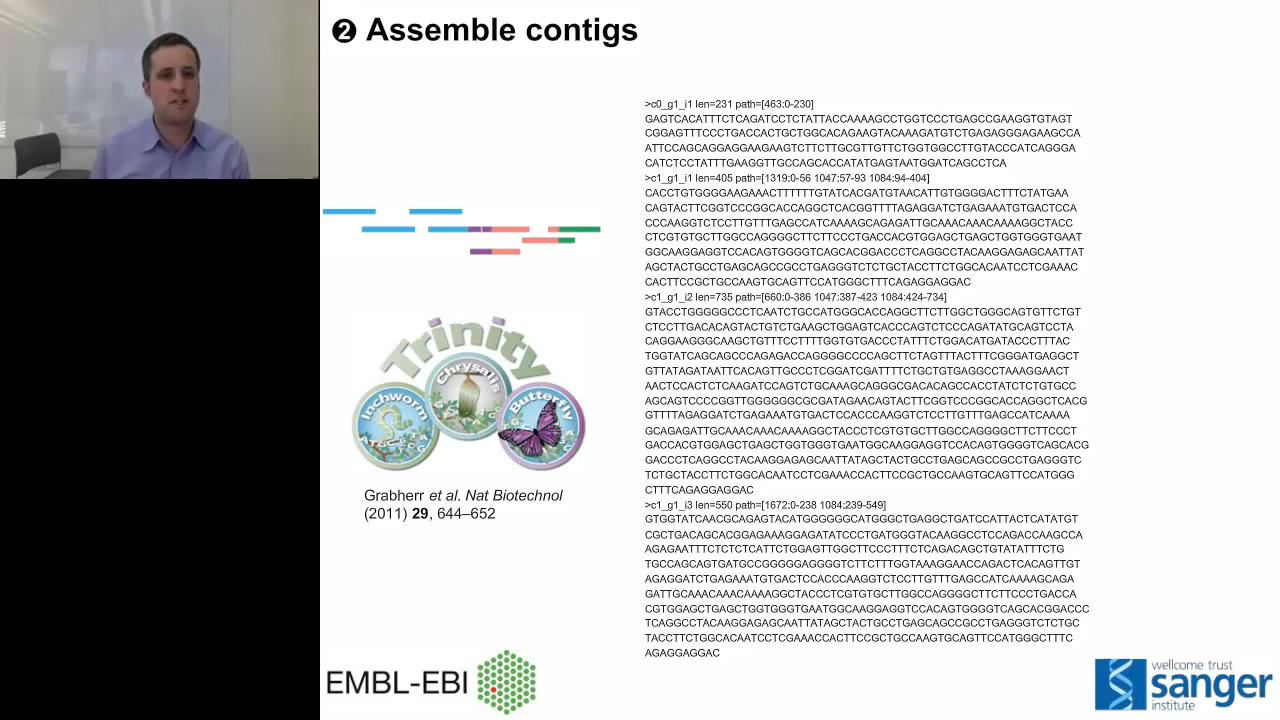 ❷ Assemble contigs
>c0_g1_i1 len=231 path=[463:0-230]
GAGTCACATTTCTCAGATCCTCTATTACCAAAAGCCTGGTCCCTGAGCCGAAGGTGTAGT
CGGAGTTTCCCTGACCACTGCTGGCACAGAAGTACAAAGATGTCTGAGAGGGAGAAGCCA
ATTCCAGCAGGAGGAAGAAGTCTTCTTGCGTTGTTCTGGTGGCCTTGTACCCATCAGGGA
CATCTCCTATTTGAAGGTTGCCAGCACCATATGAGTAATGGATCAGCCTCA
>c1_g1_i1 len=405 path=[1319:0-56 1047:57-93 1084:94-404]
CACCTGTGGGGAAGAAACTTTTTTGTATCACGATGTAACATTGTGGGGACTTTCTATGAA
CAGTACTTCGGTCCCGGCACCAGGCTCACGGTTTTAGAGGATCTGAGAAATGTGACTCCA
CCCAAGGTCTCCTTGTTTGAGCCATCAAAAGCAGAGATTGCAAACAAACAAAAGGCTACC
CTCGTGTGCTTGGCCAGGGGCTTCTTCCCTGACCACGTGGAGCTGAGCTGGTGGGTGAAT
GGCAAGGAGGTCCACAGTGGGGTCAGCACGGACCCTCAGGCCTACAAGGAGAGCAATTAT
AGCTACTGCCTGAGCAGCCGCCTGAGGGTCTCTGCTACCTTCTGGCACAATCCTCGAAAC
CACTTCCGCTGCCAAGTGCAGTTCCATGGGCTTTCAGAGGAGGAC
>c1_g1_i2 len=735 path=[660:0-386 1047:387-423 1084:424-734]
GTACCTGGGGGCCCTCAATCTGCCATGGGCACCAGGCTTCTTGGCTGGGCAGTGTTCTGT
CTCCTTGACACAGTACTGTCTGAAGCTGGAGTCACCCAGTCTCCCAGATATGCAGTCCTA
CAGGAAGGGCAAGCTGTTTCCTTTTGGTGTGACCCTATTTCTGGACATGATACCCTTTAC
TGGTATCAGCAGCCCAGAGACCAGGGGCCCCAGCTTCTAGTTTACTTTCGGGATGAGGCT
GTTATAGATAATTCACAGTTGCCCTCGGATCGATTTTCTGCTGTGAGGCCTAAAGGAACT
AACTCCACTCTCAAGATCCAGTCTGCAAAGCAGGGCGACACAGCCACCTATCTCTGTGCC
AGCAGTCCCCGGTTGGGGGGCGCGATAGAACAGTACTTCGGTCCCGGCACCAGGCTCACG
GTTTTAGAGGATCTGAGAAATGTGACTCCACCCAAGGTCTCCTTGTTTGAGCCATCAAAA
GCAGAGATTGCAAACAAACAAAAGGCTACCCTCGTGTGCTTGGCCAGGGGCTTCTTCCCT
GACCACGTGGAGCTGAGCTGGTGGGTGAATGGCAAGGAGGTCCACAGTGGGGTCAGCACG
GACCCTCAGGCCTACAAGGAGAGCAATTATAGCTACTGCCTGAGCAGCCGCCTGAGGGTC
TCTGCTACCTTCTGGCACAATCCTCGAAACCACTTCCGCTGCCAAGTGCAGTTCCATGGG
CTTTCAGAGGAGGAC
>c1_g1_i3 len=550 path=[1672:0-238 1084:239-549]
GTGGTATCAACGCAGAGTACATGGGGGGCATGGGCTGAGGCTGATCCATTACTCATATGT
CGCTGACAGCACGGAGAAAGGAGATATCCCTGATGGGTACAAGGCCTCCAGACCAAGCCA
AGAGAATTTCTCTCTCATTCTGGAGTTGGCTTCCCTTTCTCAGACAGCTGTATATTTCTG
TGCCAGCAGTGATGCCGGGGGAGGGGTCTTCTTTGGTAAAGGAACCAGACTCACAGTTGT
AGAGGATCTGAGAAATGTGACTCCACCCAAGGTCTCCTTGTTTGAGCCATCAAAAGCAGA
GATTGCAAACAAACAAAAGGCTACCCTCGTGTGCTTGGCCAGGGGCTTCTTCCCTGACCA
CGTGGAGCTGAGCTGGTGGGTGAATGGCAAGGAGGTCCACAGTGGGGTCAGCACGGACCC
TCAGGCCTACAAGGAGAGCAATTATAGCTACTGCCTGAGCAGCCGCCTGAGGGTCTCTGC
TACCTTCTGGCACAATCCTCGAAACCACTTCCGCTGCCAAGTGCAGTTCCATGGGCTTTC
AGAGGAGGAC
Trinity
Inchworm
Chrysalis
Butterfly
Grabherr et al. Nat Biotechnol
(2011) 29, 644–652
EMBL-EBI
wellcome trust
sanger
institute